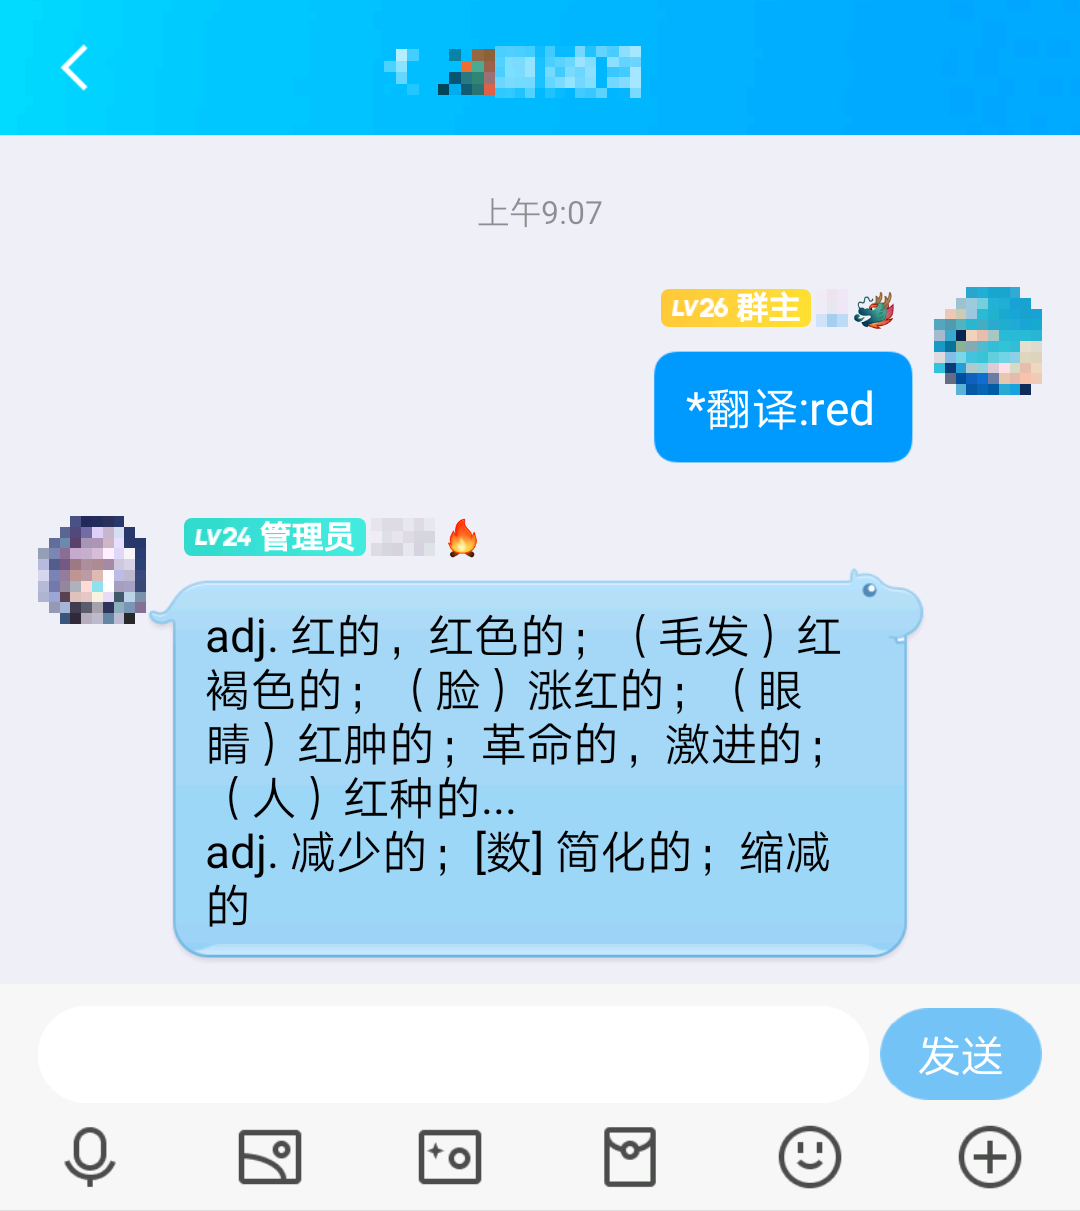 上午9:07
LV26 群主
*翻译:red
LV24 管理员
adj. 红的，红色的；（毛发）红
褐色的；（脸）涨红的；（眼
睛）红肿的；革命的，激进的；
（人）红种的...
adj. 减少的；[数] 简化的；缩减
的
发送